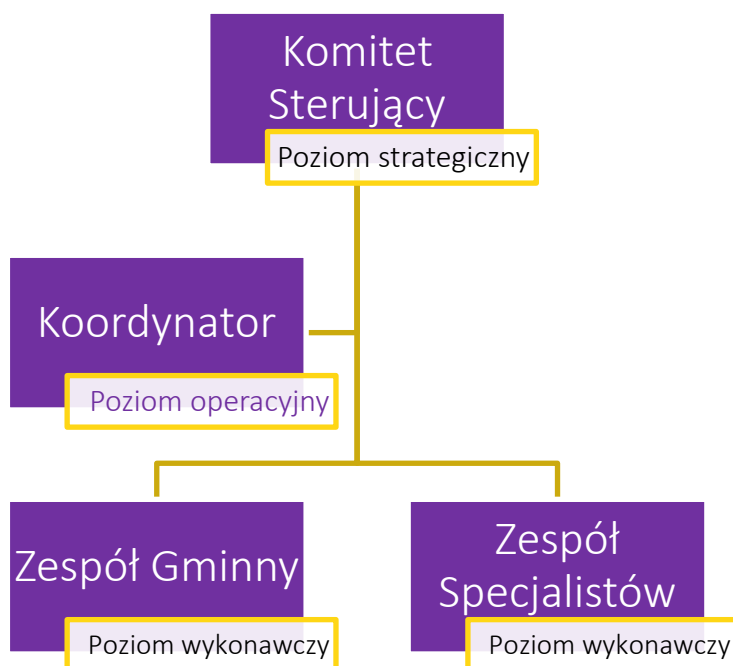 Komitet
Sterujący
Poziom strategiczny
Koordynator
Poziom operacyjny
Zespół Gminny
Poziom wykonawczy
Zespół
Specjalistów
Poziom wykonawczy